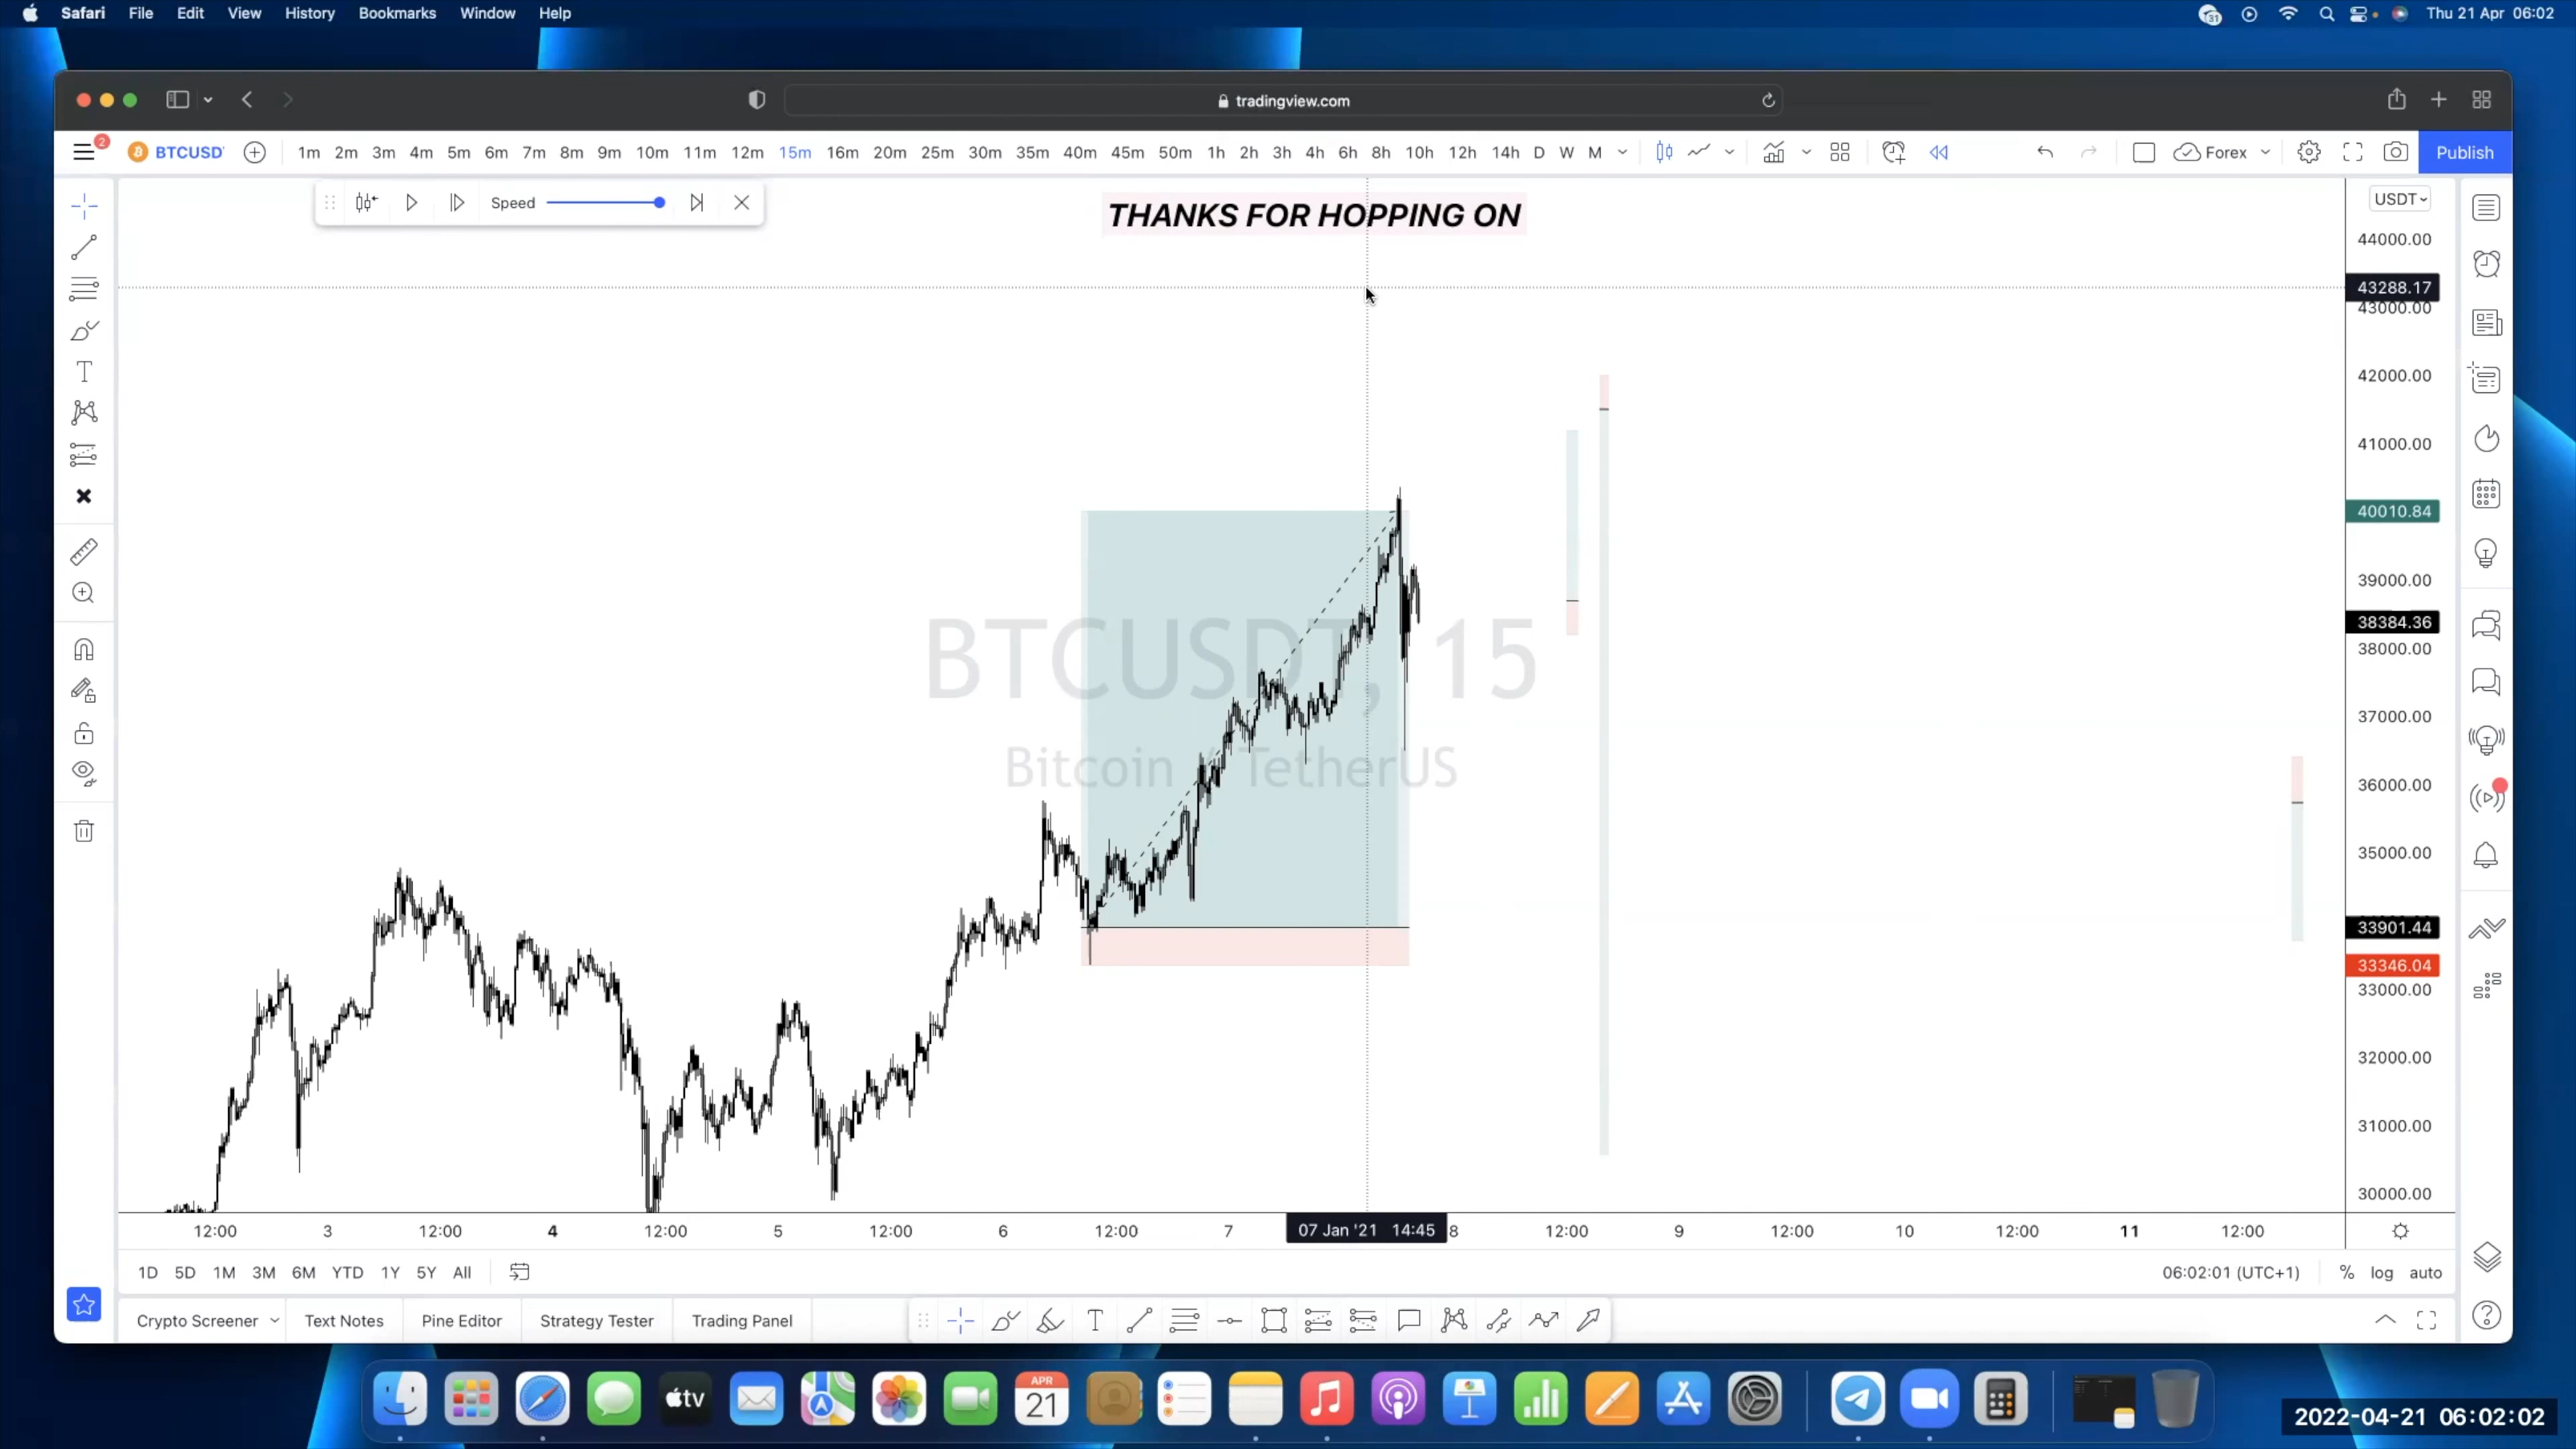 Safari File Edit View History Bookmarks Window Help Thu 21 Apr 06:02
31
tradingview.com
2 BTCUSD 1m 2m 3m 4m 5m 6m 7m 8m 9m 10m 11m 12m 15m 16m 20m 25m 30m 35m 40m 45m 50m 1h 2h 3h 4h 6h 8h 10h 12h 14h D W M Forex Publish
Speed
THANKS FOR HOPPING ON
USDT
44000.00
43288.17
43000.00
42000.00
41000.00
40010.84
39000.00
38384.36
38000.00
37000.00
36000.00
35000.00
33901.44
33346.04
33000.00
32000.00
31000.00
30000.00
BTCUSDT, 15
Bitcoin / TetherUS
12:00 3 12:00 4 12:00 5 12:00 6 12:00 7 07 Jan '21 14:45 8 12:00 9 12:00 10 12:00 11 12:00
1D 5D 1M 3M 6M YTD 1Y 5Y All 06:02:01 (UTC+1) % log auto
Crypto Screener Text Notes Pine Editor Strategy Tester Trading Panel
tv
APR
21
2022-04-21 06:02:02